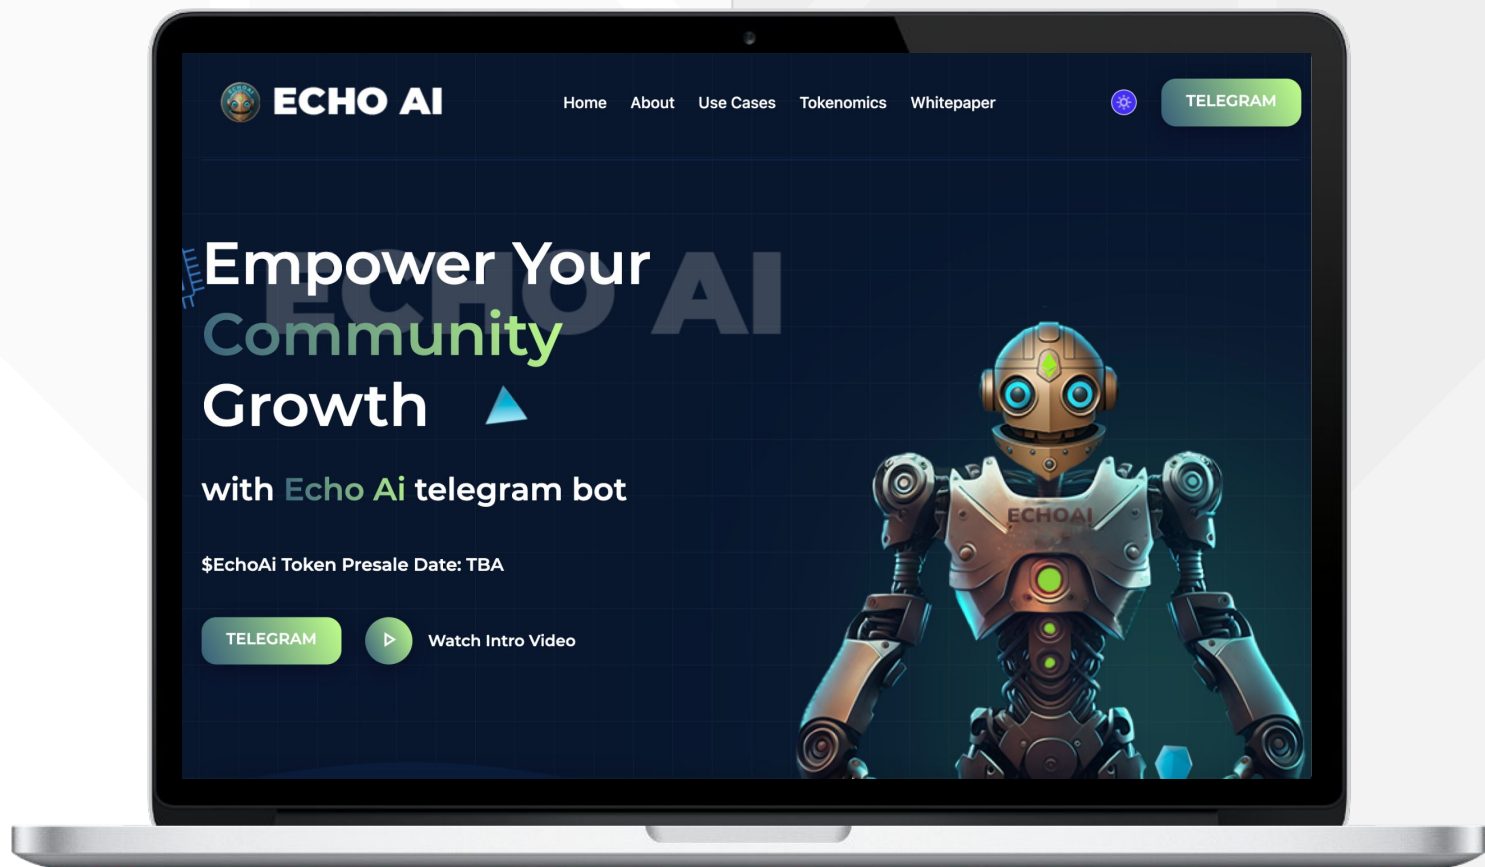 ECHO AI
Home About Use Cases Tokenomics Whitepaper
TELEGRAM
ECHO AI
Empower Your
Community
Growth
with Echo Ai telegram bot
$EchoAi Token Presale Date: TBA
TELEGRAM
Watch Intro Video
ECHOAI